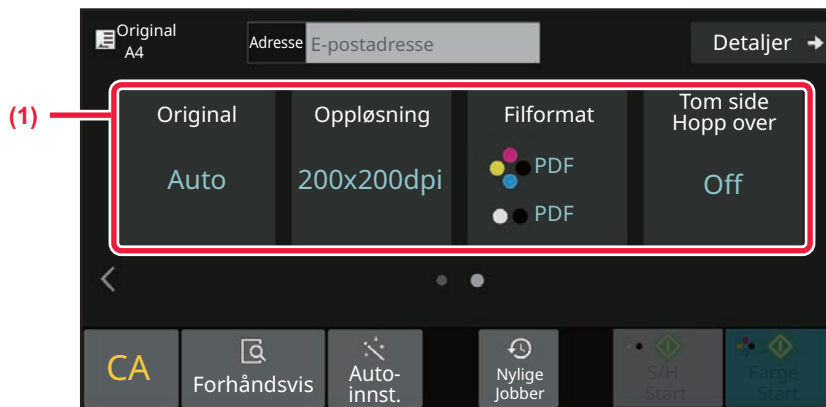 Original
A4
Adresse E-postadresse
Detaljer
(1)
Original
Oppløsning
Filformat
Tom side
Hopp over
Auto
200x200dpi
PDF
PDF
Off
CA
Forhåndsvis
Auto-
innst.
Nylige
Jobber
S/H
Start
Farge
Start